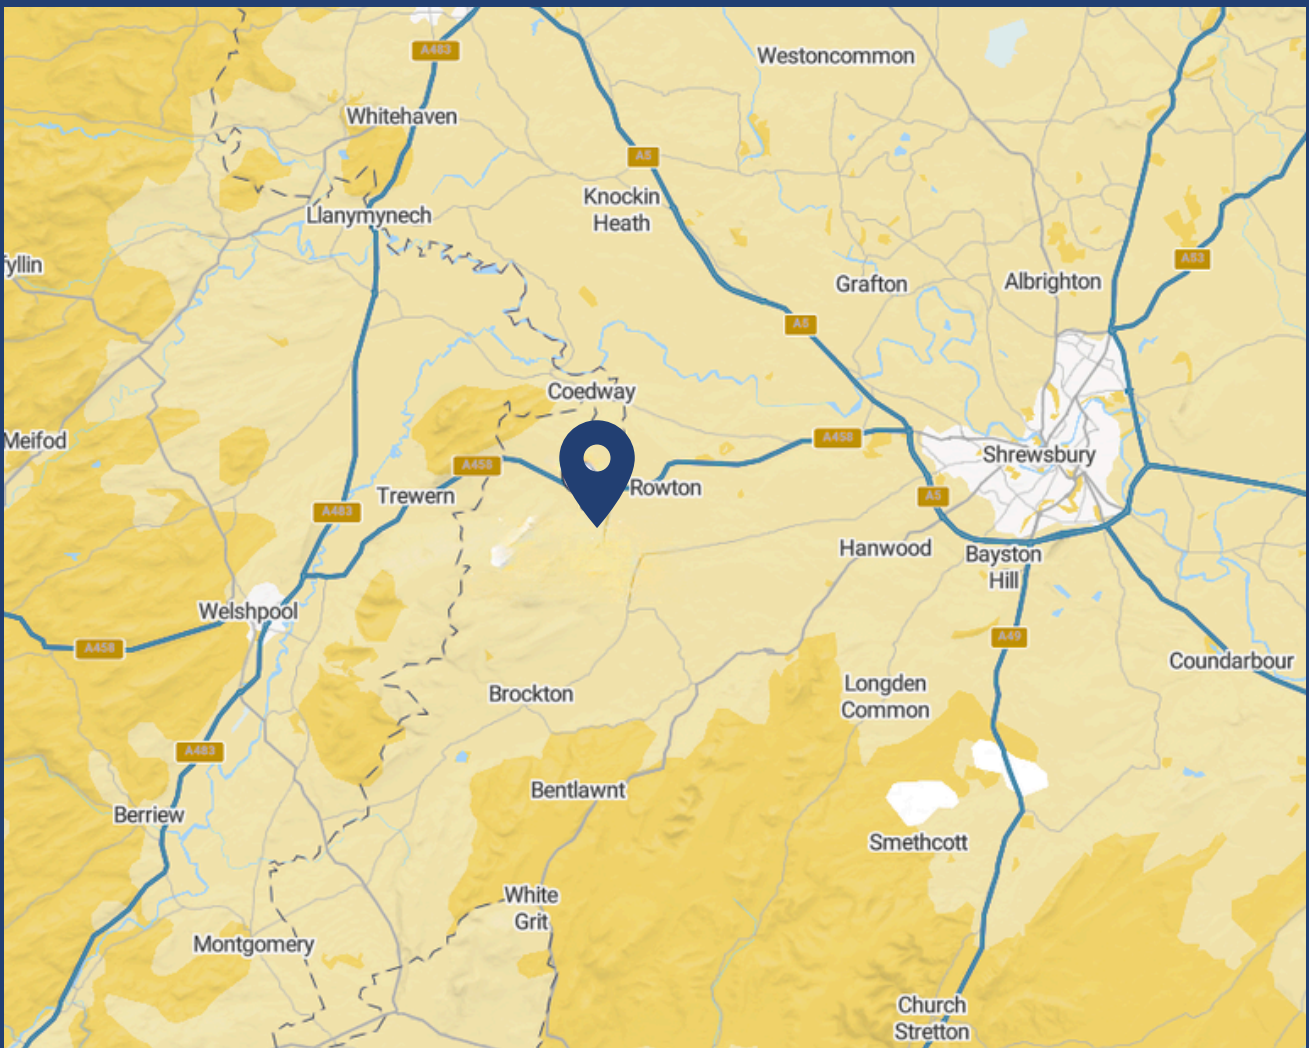 A483
Westoncommon
Whitehaven
A5
Knockin
Heath
Llanymynech
fyllin
A53
Grafton
Albrighton
A5
Coedway
Meifod
A458
Shrewsbury
A458
Trewern
Rowton
A5
A483
Hanwood
Bayston
Hill
Welshpool
A458
A49
Coundarbour
Brockton
Longden
Common
A483
Bentlawnt
Berriew
Smethcott
White
Grit
Montgomery
Church
Stretton